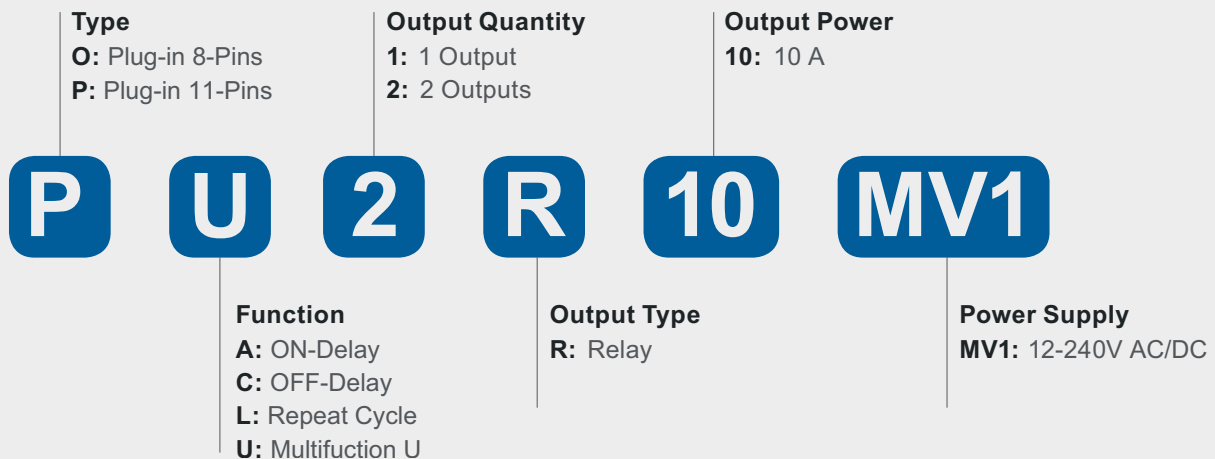 Type
O: Plug-in 8-Pins
P: Plug-in 11-Pins
Output Quantity
1: 1 Output
2: 2 Outputs
Output Power
10: 10 A
P U 2 R 10 MV1
Function
A: ON-Delay
C: OFF-Delay
L: Repeat Cycle
U: Multifuction U
Output Type
R: Relay
Power Supply
MV1: 12-240V AC/DC